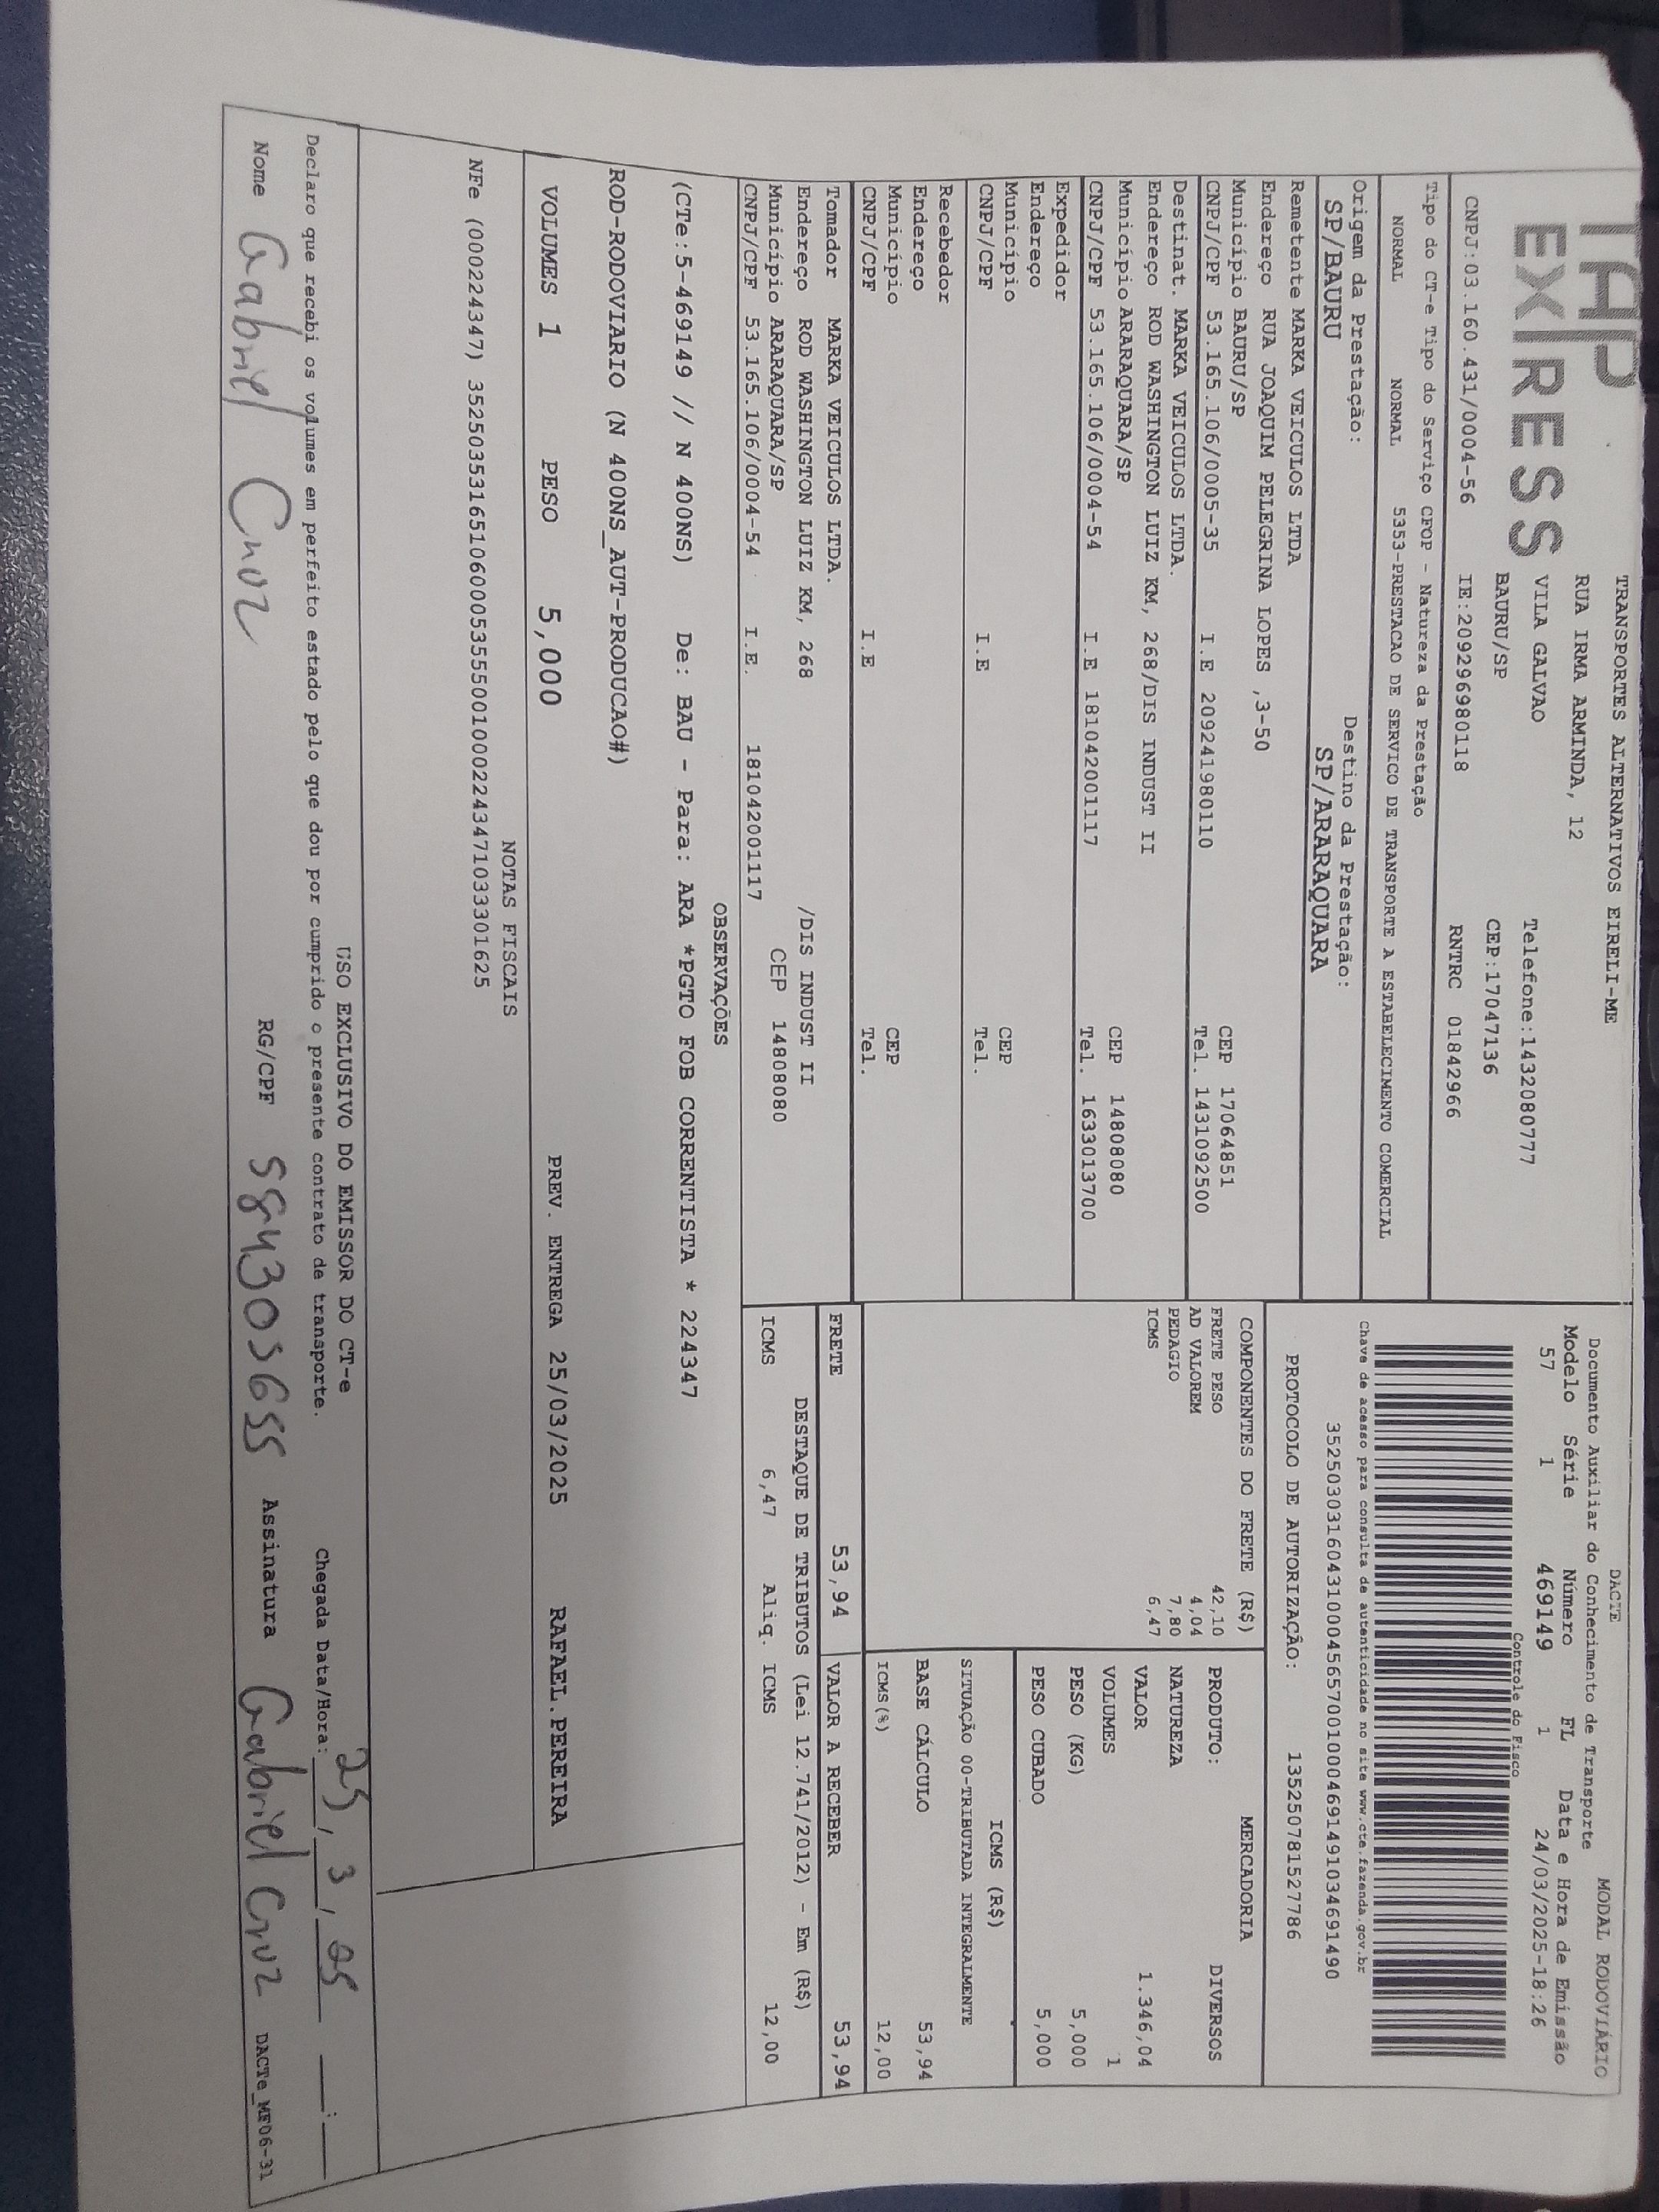 TAP
EXPRESS
TRANSPORTES ALTERNATIVOS EIRELI-ME
RUA IRMA ARMINDA, 12
VILA GALVAO Telefone:1432080777
BAURU/SP CEP:17047136
CNPJ:03.160.431/0004-56 IE:209296980118 RNTRC 01842966
Tipo do CT-e Tipo do Serviço CFOP - Natureza da Prestação
NORMAL NORMAL 5353-PRESTACAO DE SERVICO DE TRANSPORTE A ESTABELECIMENTO COMERCIAL
Origem da Prestação: Destino da Prestação:
SP/BAURU SP/ARARAQUARA
Remetente MARKA VEICULOS LTDA
Endereço RUA JOAQUIM PELEGRINA LOPES ,3-50
Município BAURU/SP CEP 17064851
CNPJ/CPF 53.165.106/0005-35 I.E 209241980110 Tel. 1431092500
Destinat. MARKA VEICULOS LTDA.
Endereço ROD WASHINGTON LUIZ KM, 268/DIS INDUST II
Município ARARAQUARA/SP CEP 14808080
CNPJ/CPF 53.165.106/0004-54 I.E 181042001117 Tel. 1633013700
Expedidor
Endereço
Município CEP
CNPJ/CPF I.E Tel.
Recebedor
Endereço
Município CEP
CNPJ/CPF I.E Tel.
Tomador MARKA VEICULOS LTDA.
Endereço ROD WASHINGTON LUIZ KM, 268 /DIS INDUST II
Município ARARAQUARA/SP CEP 14808080
CNPJ/CPF 53.165.106/0004-54 I.E. 181042001117
DACTE MODAL RODOVIÁRIO
Documento Auxiliar do Conhecimento de Transporte
Modelo Série Número FL Data e Hora de Emissão
57 1 469149 1 24/03/2025-18:26
Controle do Fisco
Chave de acesso para consulta de autenticidade no site www.cte.fazenda.gov.br
35250303160431000456570010004691491034691490
PROTOCOLO DE AUTORIZAÇÃO: 135250781527786
COMPONENTES DO FRETE (R$)
FRETE PESO 42,10
AD VALOREM 4,04
PEDAGIO 7,80
ICMS 6,47
MERCADORIA
PRODUTO: DIVERSOS
NATUREZA
VALOR 1.346,04
VOLUMES 1
PESO (KG) 5,000
PESO CUBADO 5,000
ICMS (R$)
SITUAÇÃO 00-TRIBUTADA INTEGRALMENTE
BASE CÁLCULO 53,94
ICMS(%) 12,00
FRETE 53,94 VALOR A RECEBER 53,94
DESTAQUE DE TRIBUTOS (Lei 12.741/2012) - Em (R$)
ICMS 6,47 Aliq. ICMS 12,00
OBSERVAÇÕES
(CTe:5-469149 // N 400NS) De: BAU - Para: ARA *PGTO FOB CORRENTISTA * 224347
ROD-RODOVIARIO (N 400NS_AUT-PRODUCAO#)
VOLUMES 1 PESO 5,000 PREV. ENTREGA 25/03/2025 RAFAEL.PEREIRA
NOTAS FISCAIS
NFe (000224347) 35250353165106000535550010002243471033301625
USO EXCLUSIVO DO EMISSOR DO CT-e
Declaro que recebi os volumes em perfeito estado pelo que dou por cumprido o presente contrato de transporte. Chegada Data/Hora: 25/3/25 __:__
Nome Gabriel Cruz RG/CPF 58430365S Assinatura Gabriel Cruz DACTe_MF06-31